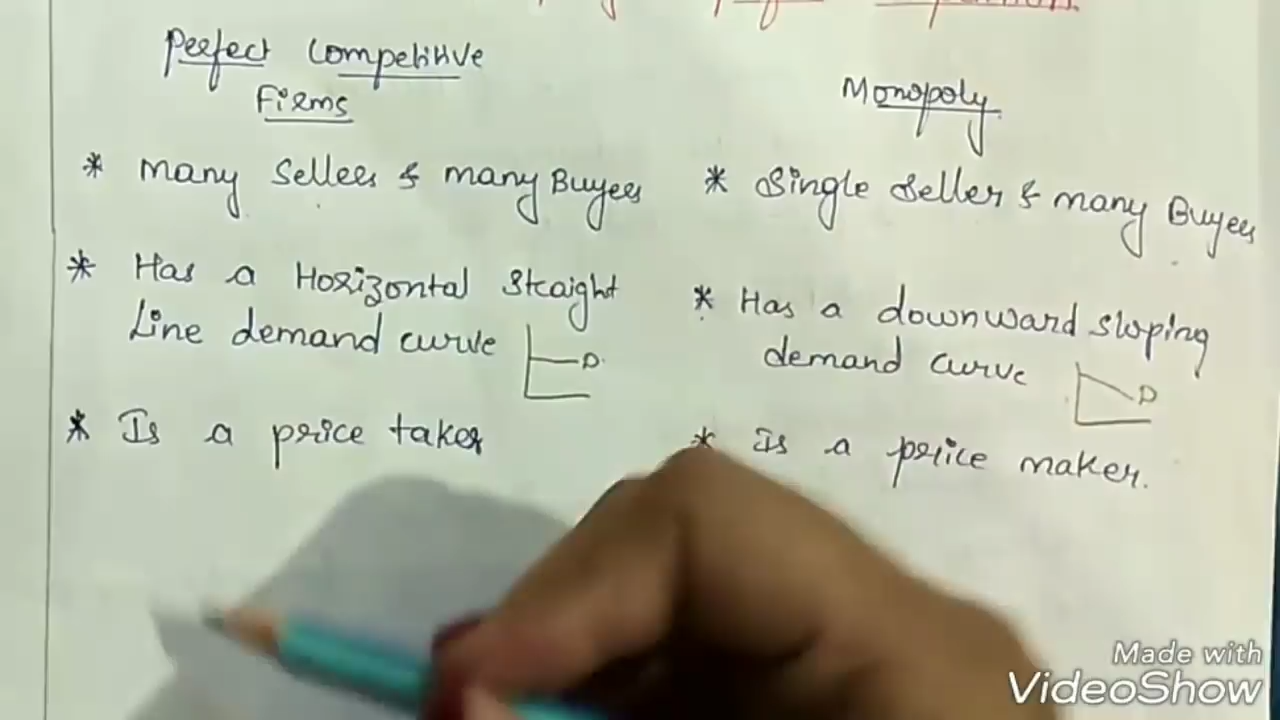 Perfect Competitive
Firms
* Many Sellers & many Buyers
* Has a Horizontal Straight
Line demand curve
D
* Is a price taker
Monopoly
* Single Seller & many Buyers
* Has a downward sloping
demand curve
D
* Is a price maker.
Made with
VideoShow